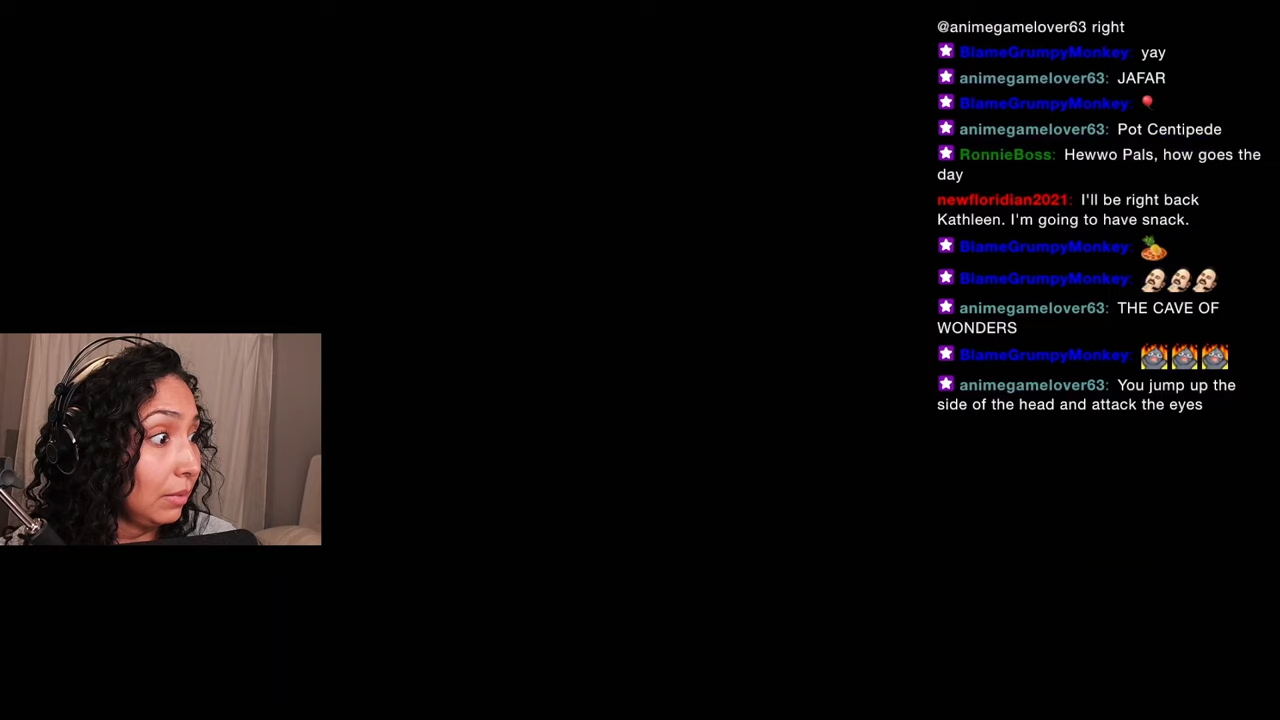 @animegamelover63 right
BlameGrumpyMonkey: yay
animegamelover63: JAFAR
BlameGrumpyMonkey:
animegamelover63: Pot Centipede
RonnieBoss: Hewwo Pals, how goes the
day
newfloridian2021: I'll be right back
Kathleen. I'm going to have snack.
BlameGrumpyMonkey:
BlameGrumpyMonkey:
animegamelover63: THE CAVE OF
WONDERS
BlameGrumpyMonkey:
animegamelover63: You jump up the
side of the head and attack the eyes